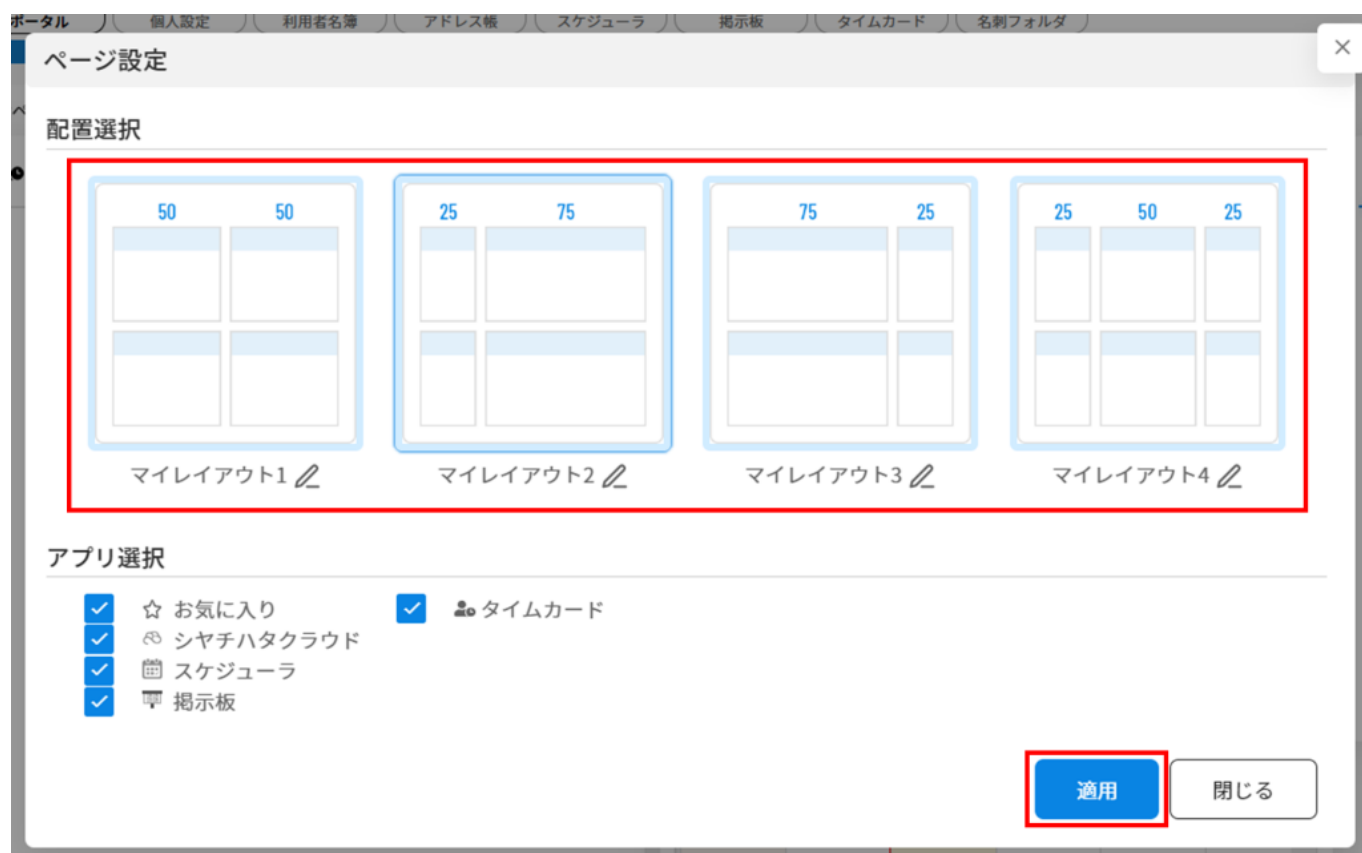 ポータル 個人設定 利用者名簿 アドレス帳 スケジューラ 掲示板 タイムカード 名刺フォルダ
ページ設定
配置選択
50 50 25 75 75 25 25 50 25
マイレイアウト1 マイレイアウト2 マイレイアウト3 マイレイアウト4
アプリ選択
お気に入り タイムカード
シヤチハタクラウド
スケジューラ
掲示板
適用 閉じる